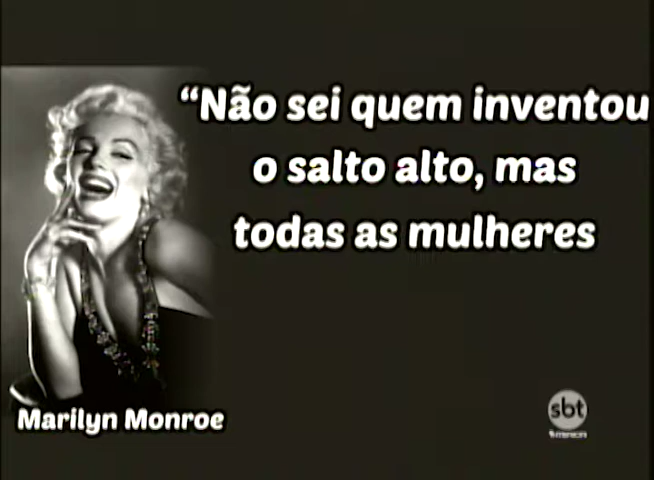 “Não sei quem inventou
o salto alto, mas
todas as mulheres
Marilyn Monroe
sbt